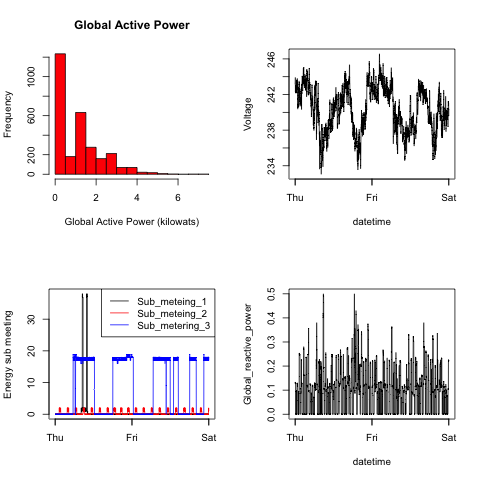 Global Active Power
Frequency
0 200 600 1000
0 2 4 6
Global Active Power (kilowats)
Voltage
234 238 242 246
Thu Fri Sat
datetime
Energy sub meeting
0 10 20 30
Sub_meteing_1
Sub_metering_2
Sub_metering_3
Thu Fri Sat
Global_reactive_power
0.0 0.1 0.2 0.3 0.4 0.5
Thu Fri Sat
datetime